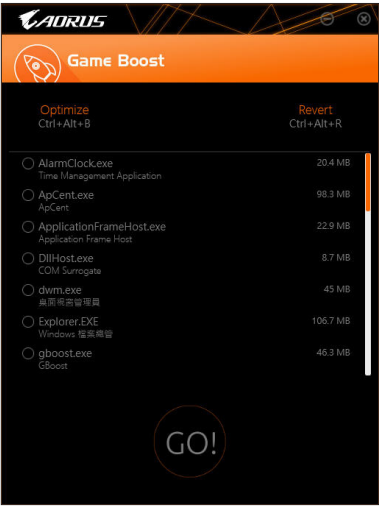 AORUS
Game Boost
Optimize Revert
Ctrl+Alt+B Ctrl+Alt+R
AlarmClock.exe 20.4 MB
Time Management Application
ApCent.exe 98.3 MB
ApCent
ApplicationFrameHost.exe 22.9 MB
Application Frame Host
DllHost.exe 8.7 MB
COM Surrogate
dwm.exe 45 MB
桌面視窗管理員
Explorer.EXE 106.7 MB
Windows 檔案總管
gboost.exe 46.3 MB
GBoost
GO!